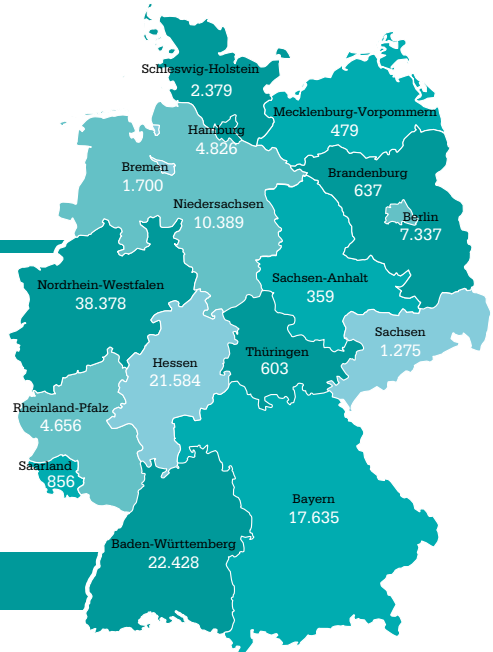 Schleswig-Holstein
2.379
Mecklenburg-Vorpommern
479
Hamburg
4.826
Bremen
1.700
Brandenburg
637
Niedersachsen
10.389
Berlin
7.337
Nordrhein-Westfalen
38.378
Sachsen-Anhalt
359
Sachsen
1.275
Hessen
21.584
Thüringen
603
Rheinland-Pfalz
4.656
Saarland
856
Bayern
17.635
Baden-Württemberg
22.428